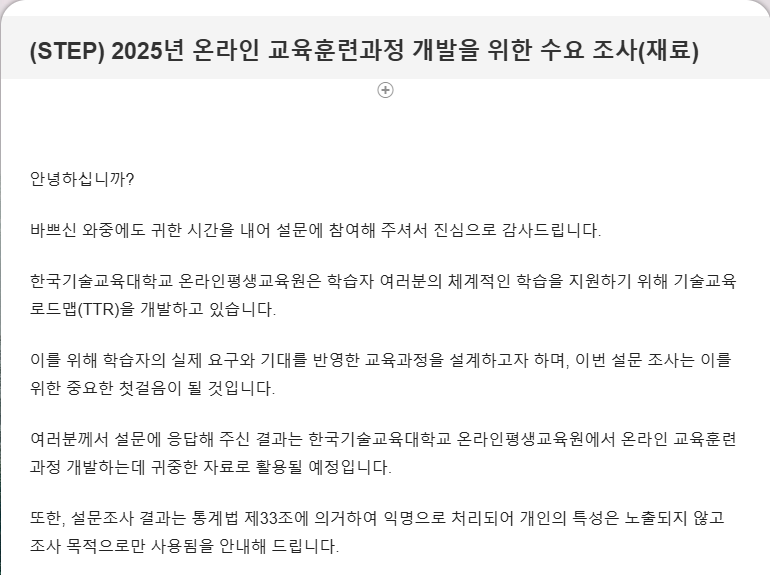 (STEP) 2025년 온라인 교육훈련과정 개발을 위한 수요 조사(재료)
안녕하십니까?
바쁘신 와중에도 귀한 시간을 내어 설문에 참여해 주셔서 진심으로 감사드립니다.
한국기술교육대학교 온라인평생교육원은 학습자 여러분의 체계적인 학습을 지원하기 위해 기술교육
로드맵(TTR)을 개발하고 있습니다.
이를 위해 학습자의 실제 요구와 기대를 반영한 교육과정을 설계하고자 하며, 이번 설문 조사는 이를
위한 중요한 첫걸음이 될 것입니다.
여러분께서 설문에 응답해 주신 결과는 한국기술교육대학교 온라인평생교육원에서 온라인 교육훈련
과정 개발하는데 귀중한 자료로 활용될 예정입니다.
또한, 설문조사 결과는 통계법 제33조에 의거하여 익명으로 처리되어 개인의 특성은 노출되지 않고
조사 목적으로만 사용됨을 안내해 드립니다.